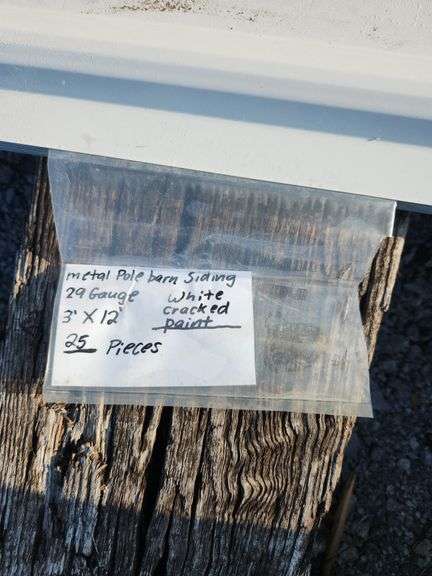 metal Pole barn Siding
29 Gauge White
3' X 12' cracked
paint
25 Pieces